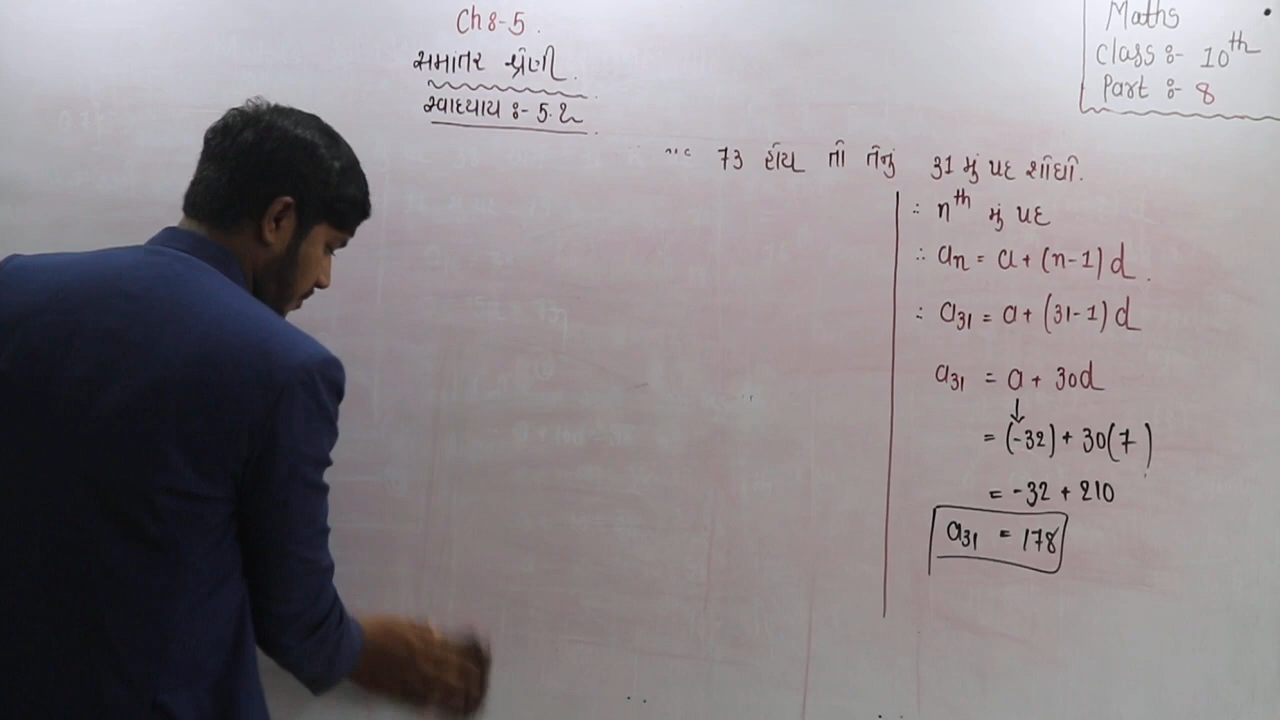 Ch 8-5.
સમાંતર શ્રેણી.
સ્વાધ્યાય :- 5.2
Maths
Class :- 10th
Part :- 8
73 હોય તો તેનું 31 મું પદ શોધો.
∴ nth મું પદ
∴ an = a + (n-1) d.
∴ a31 = a + (31-1) d
a31 = a + 30d
↓
= (-32) + 30(7)
= -32 + 210
a31 = 178